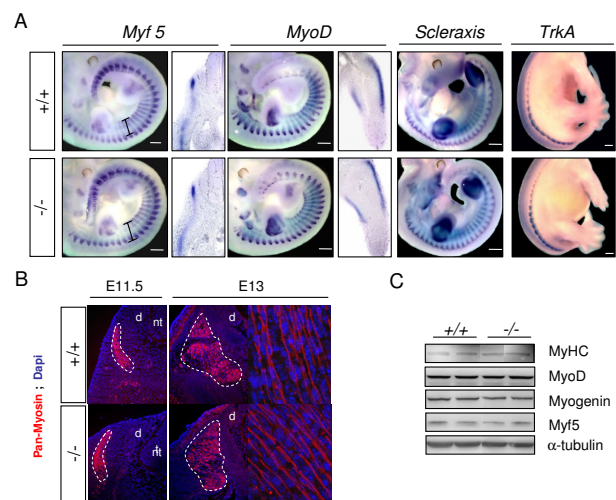 A
Myf 5 MyoD Scleraxis TrkA
+/+
-/-
B
E11.5 E13
Pan-Myosin ; Dapi
+/+
d nt d
-/-
d nt d
C
+/+ -/-
MyHC
MyoD
Myogenin
Myf5
α-tubulin